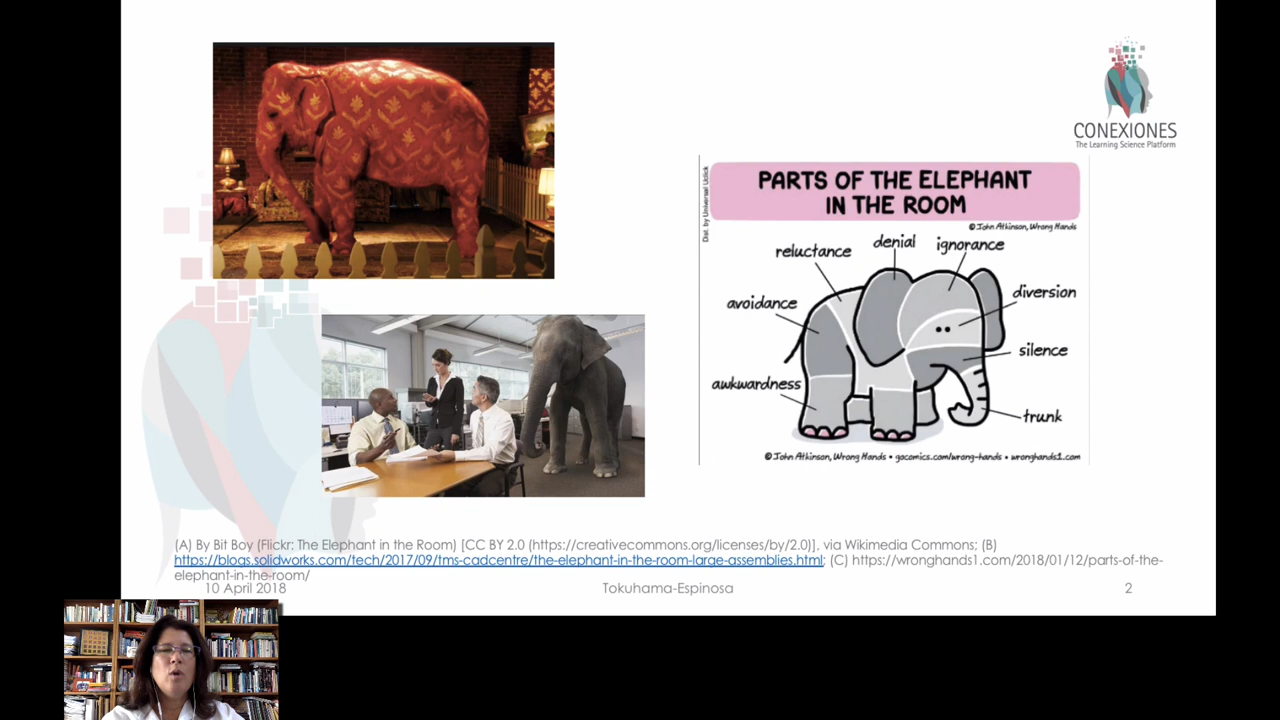 CONEXIONES
The Learning Science Platform
Dist. by Universal Uclick
PARTS OF THE ELEPHANT
IN THE ROOM
© John Atkinson, Wrong Hands
reluctance
denial
ignorance
avoidance
diversion
silence
awkwardness
trunk
© John Atkinson, Wrong Hands • gocomics.com/wrong-hands • wronghands1.com
(A) By Bit Boy (Flickr: The Elephant in the Room) [CC BY 2.0 (https://creativecommons.org/licenses/by/2.0)], via Wikimedia Commons; (B)
https://blogs.solidworks.com/tech/2017/09/tms-cadcentre/the-elephant-in-the-room-large-assemblies.html; (C) https://wronghands1.com/2018/01/12/parts-of-the-
elephant-in-the-room/
10 April 2018
Tokuhama-Espinosa
2